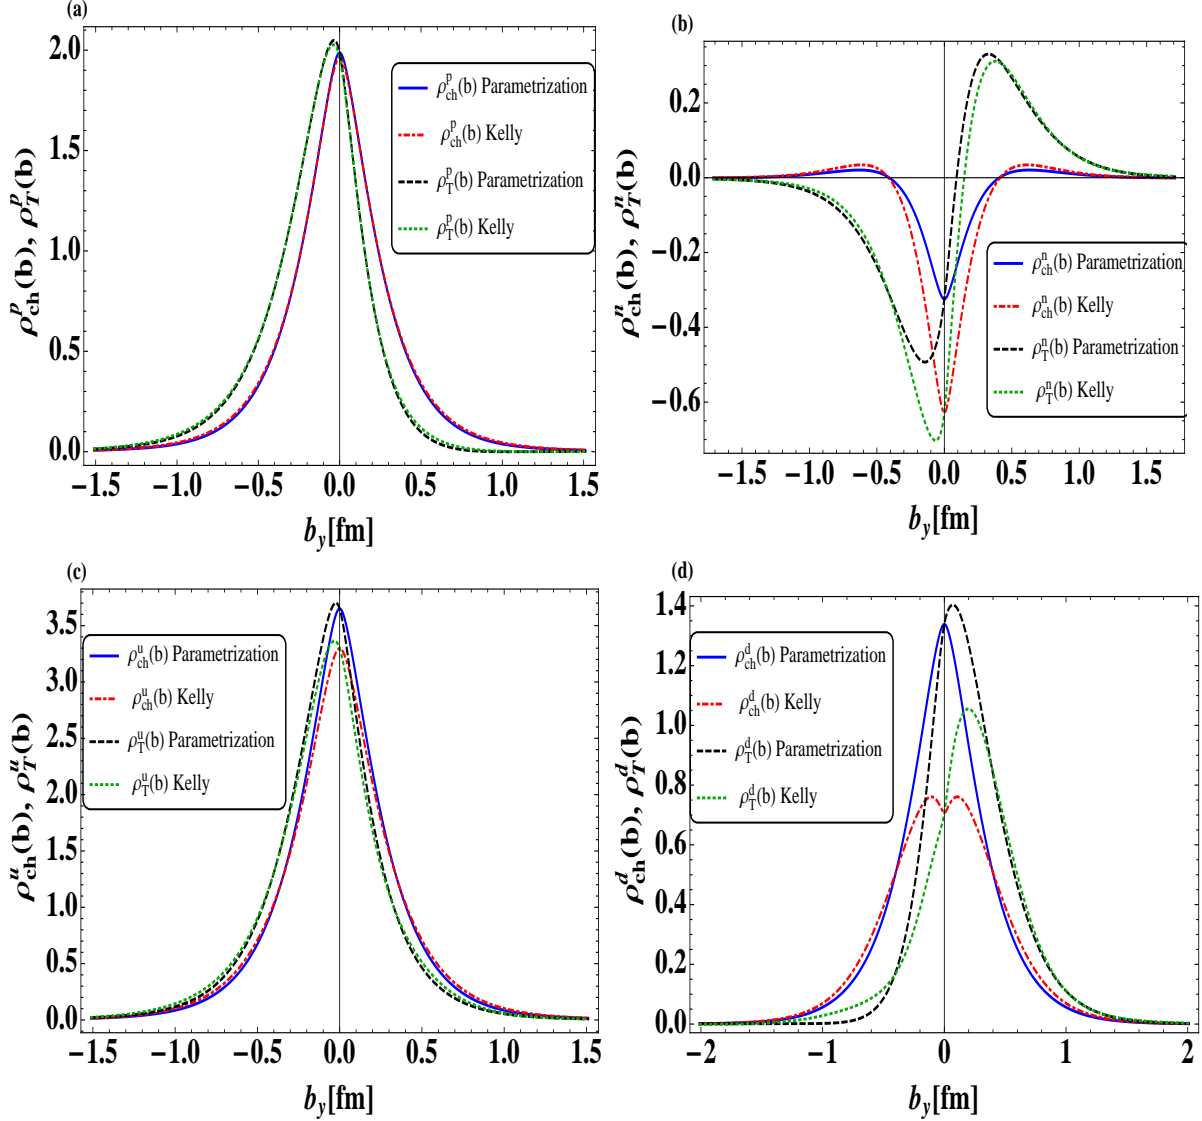 (a)
2.0
1.5
1.0
0.5
0.0
ρ^p_ch(b), ρ^p_T(b)
ρ^p_ch(b) Parametrization
ρ^p_ch(b) Kelly
ρ^p_T(b) Parametrization
ρ^p_T(b) Kelly
−1.5 −1.0 −0.5 0.0 0.5 1.0 1.5
b_y[fm]
(b)
0.2
0.0
−0.2
−0.4
−0.6
ρ^n_ch(b), ρ^n_T(b)
ρ^n_ch(b) Parametrization
ρ^n_ch(b) Kelly
ρ^n_T(b) Parametrization
ρ^n_T(b) Kelly
−1.5 −1.0 −0.5 0.0 0.5 1.0 1.5
b_y[fm]
(c)
3.5
3.0
2.5
2.0
1.5
1.0
0.5
0.0
ρ^u_ch(b), ρ^u_T(b)
ρ^u_ch(b) Parametrization
ρ^u_ch(b) Kelly
ρ^u_T(b) Parametrization
ρ^u_T(b) Kelly
−1.5 −1.0 −0.5 0.0 0.5 1.0 1.5
b_y[fm]
(d)
1.4
1.2
1.0
0.8
0.6
0.4
0.2
0.0
ρ^d_ch(b), ρ^d_T(b)
ρ^d_ch(b) Parametrization
ρ^d_ch(b) Kelly
ρ^d_T(b) Parametrization
ρ^d_T(b) Kelly
−2 −1 0 1 2
b_y[fm]